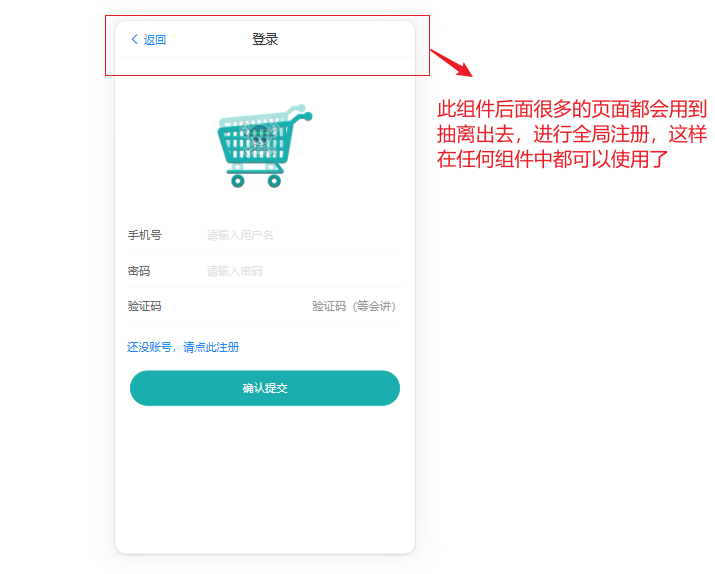 返回
登录
此组件后面很多的页面都会用到
抽离出去，进行全局注册，这样
在任何组件中都可以使用了
手机号
请输入用户名
密码
请输入密码
验证码
验证码（等会讲）
还没账号，请点此注册
确认提交